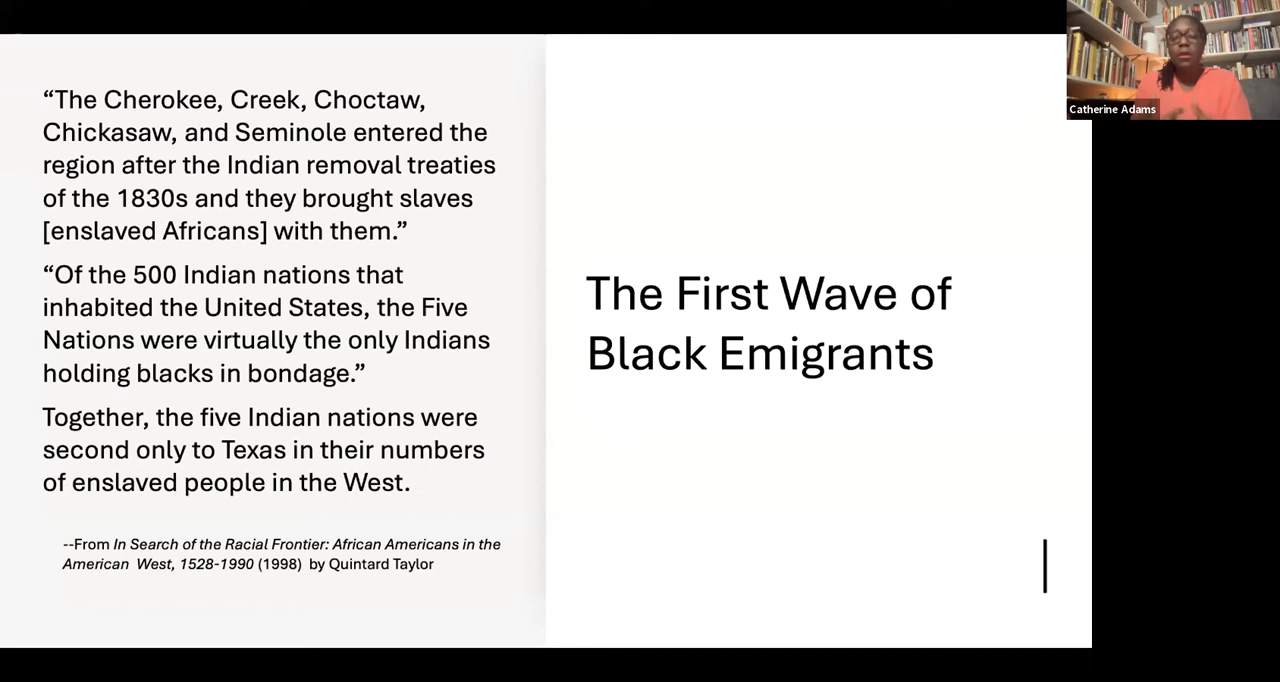 “The Cherokee, Creek, Choctaw,
Chickasaw, and Seminole entered the
region after the Indian removal treaties
of the 1830s and they brought slaves
[enslaved Africans] with them.”
“Of the 500 Indian nations that
inhabited the United States, the Five
Nations were virtually the only Indians
holding blacks in bondage.”
Together, the five Indian nations were
second only to Texas in their numbers
of enslaved people in the West.
--From In Search of the Racial Frontier: African Americans in the
American West, 1528-1990 (1998) by Quintard Taylor
The First Wave of
Black Emigrants
Catherine Adams